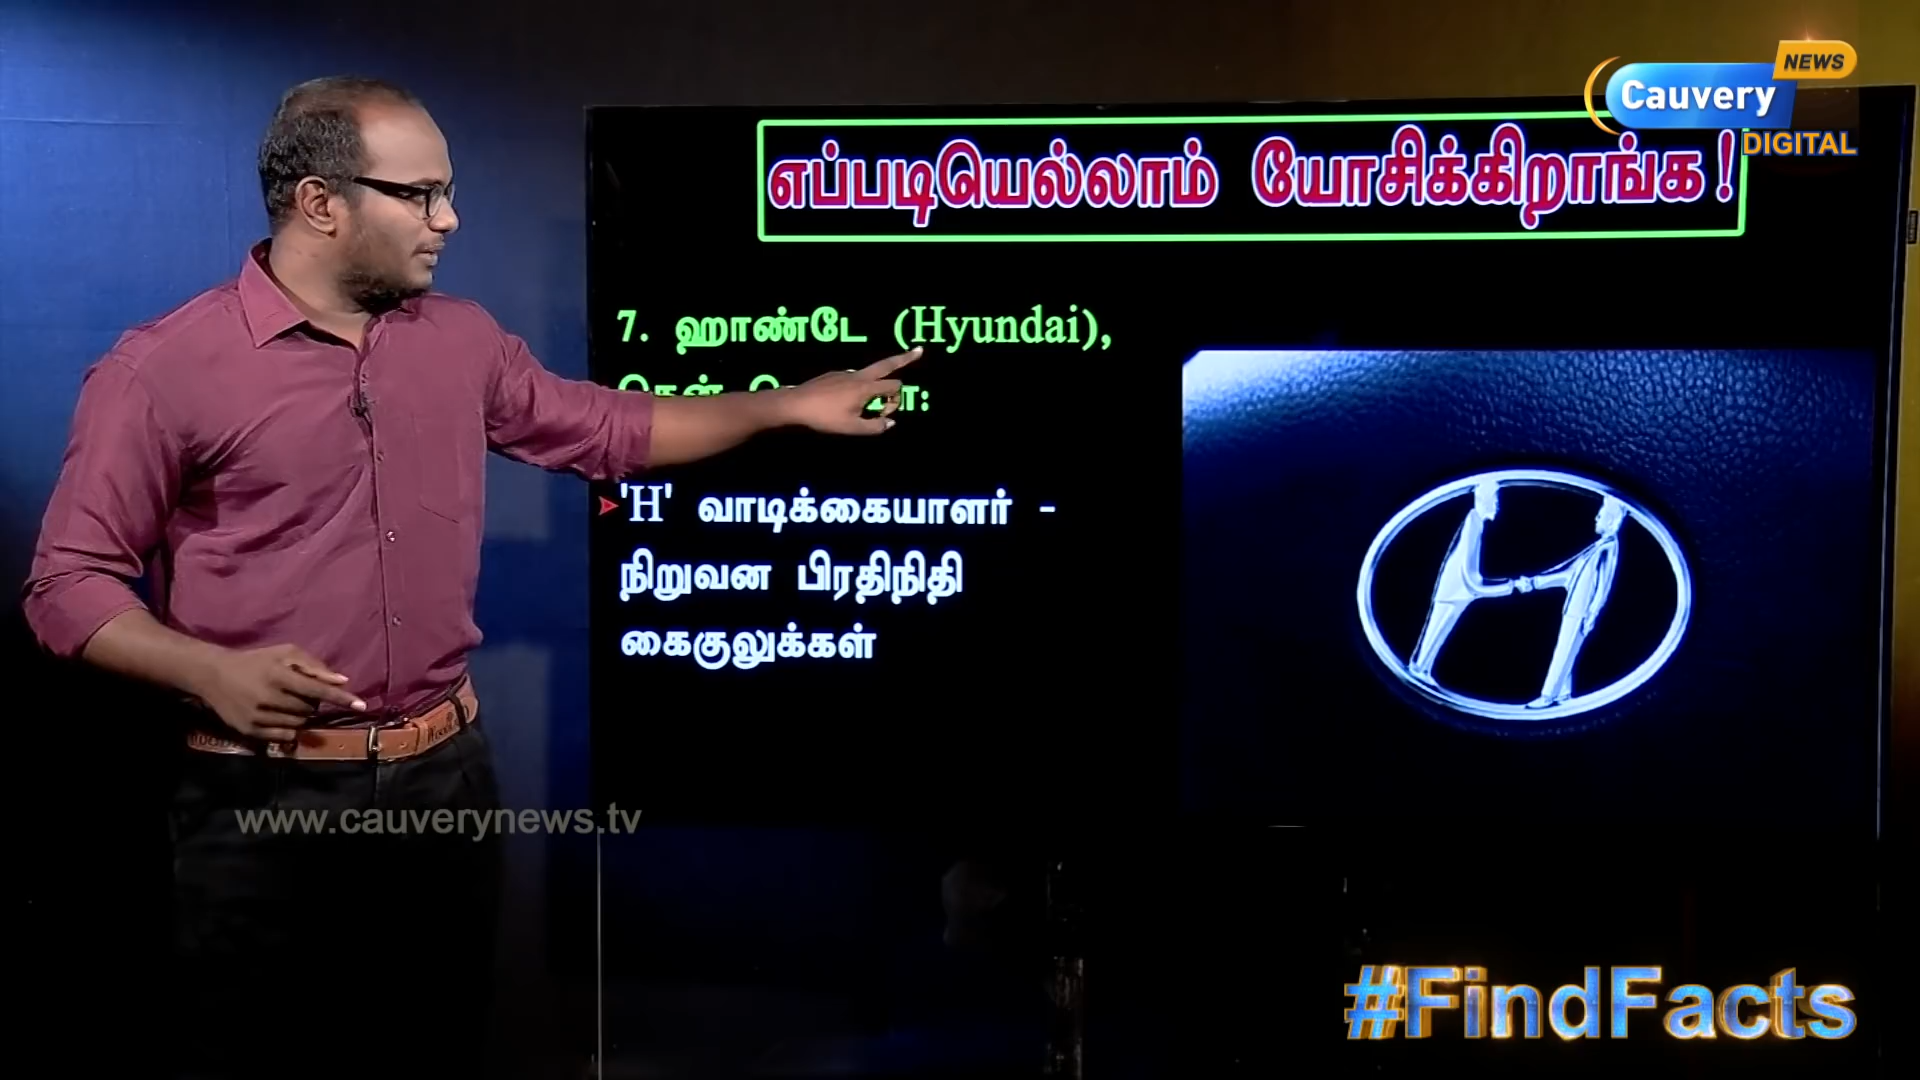 NEWS
Cauvery
DIGITAL
எப்படியெல்லாம் யோசிக்கிறாங்க!
7. ஹாண்டே (Hyundai),
'H' வாடிக்கையாளர் -
நிறுவன பிரதிநிதி
கைகுலுக்கள்
www.cauverynews.tv
#FindFacts